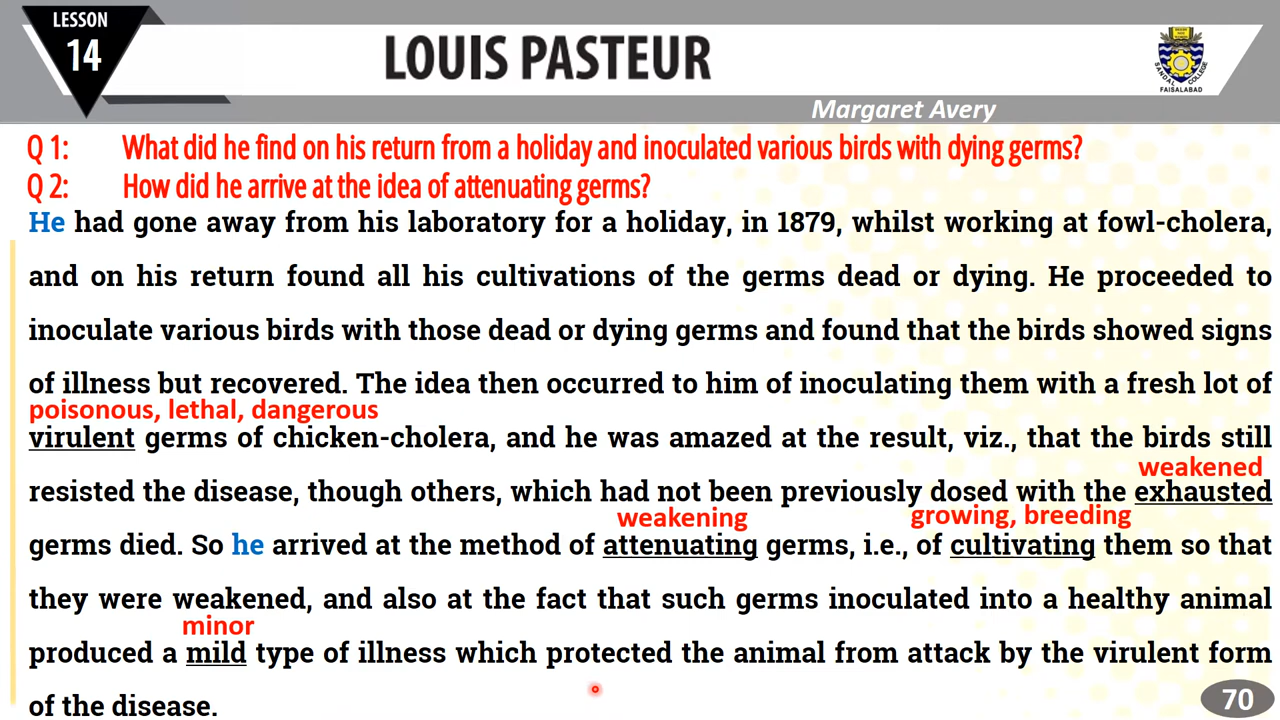 LESSON
14
LOUIS PASTEUR
SANDAL COLLEGE
FAISALABAD
Margaret Avery
Q 1: What did he find on his return from a holiday and inoculated various birds with dying germs?
Q 2: How did he arrive at the idea of attenuating germs?
He had gone away from his laboratory for a holiday, in 1879, whilst working at fowl-cholera,
and on his return found all his cultivations of the germs dead or dying. He proceeded to
inoculate various birds with those dead or dying germs and found that the birds showed signs
of illness but recovered. The idea then occurred to him of inoculating them with a fresh lot of
poisonous, lethal, dangerous
virulent germs of chicken-cholera, and he was amazed at the result, viz., that the birds still
weakened
resisted the disease, though others, which had not been previously dosed with the exhausted
weakening growing, breeding
germs died. So he arrived at the method of attenuating germs, i.e., of cultivating them so that
they were weakened, and also at the fact that such germs inoculated into a healthy animal
minor
produced a mild type of illness which protected the animal from attack by the virulent form
of the disease.
70